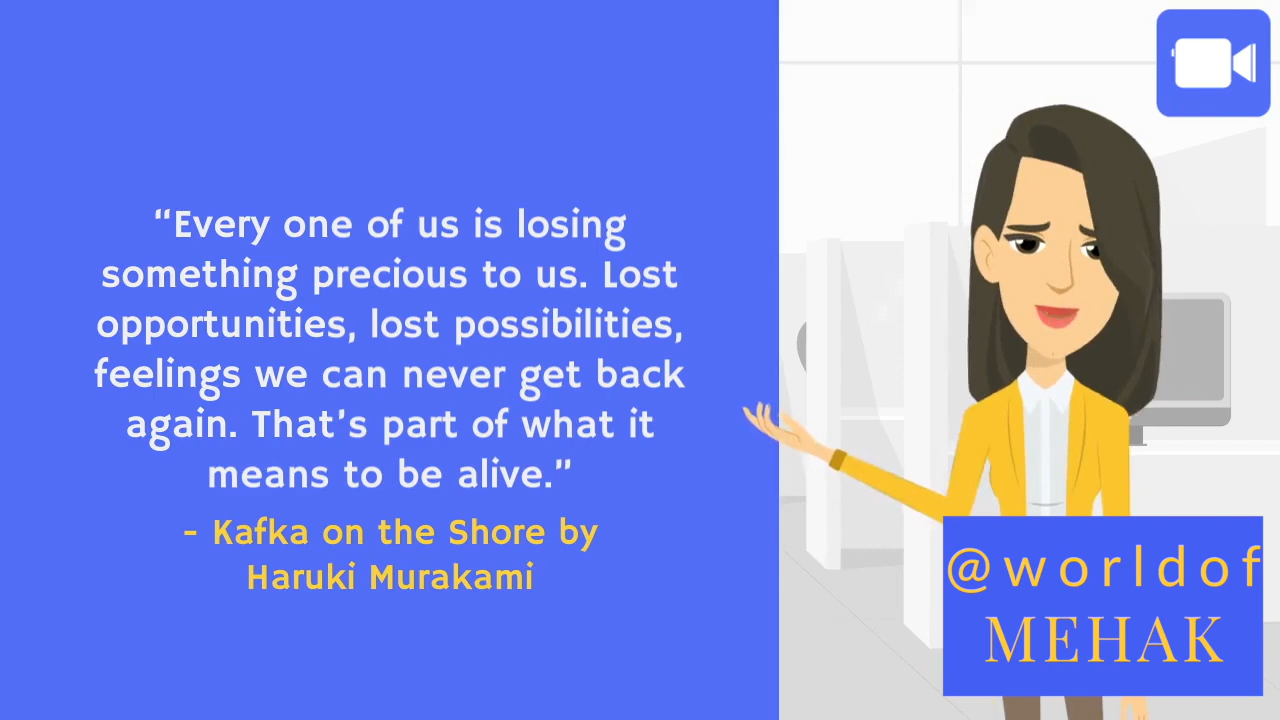 “Every one of us is losing
something precious to us. Lost
opportunities, lost possibilities,
feelings we can never get back
again. That’s part of what it
means to be alive.”
- Kafka on the Shore by
Haruki Murakami
@worldof
MEHAK